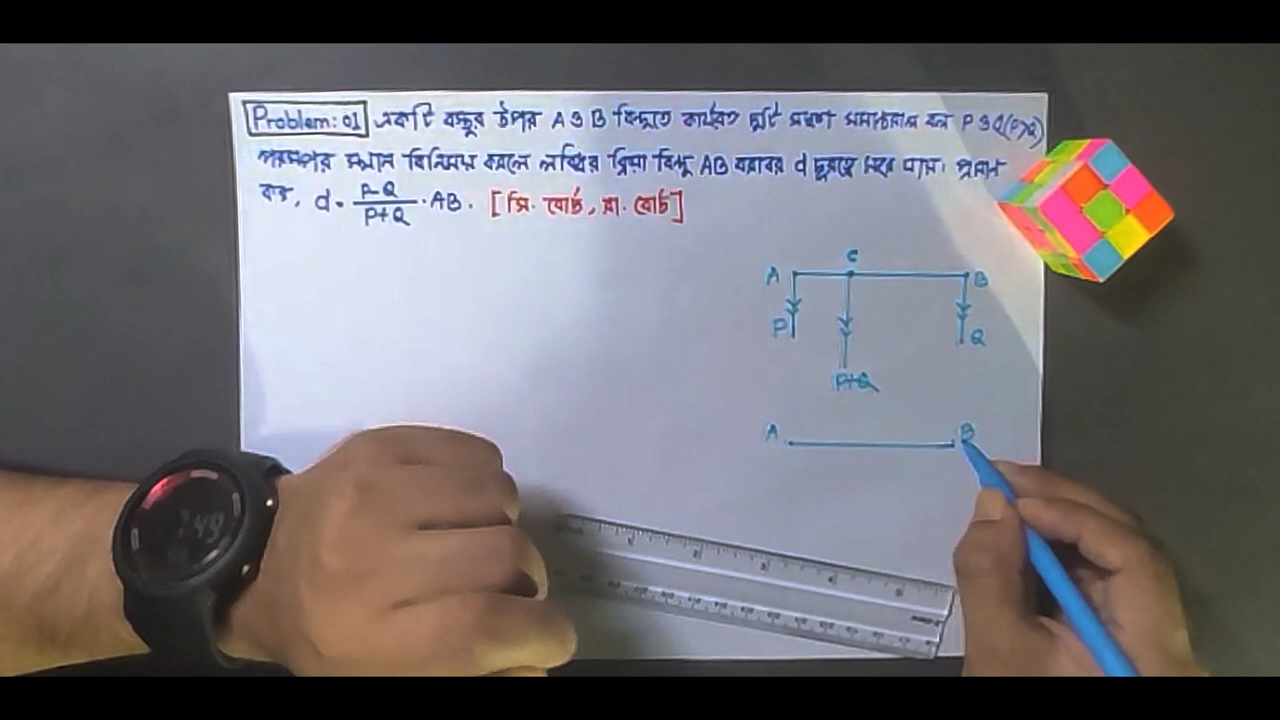 Problem: 01 একটি বস্তুর উপর A ও B বিন্দুতে কার্যরত দুটি সদৃশ সমান্তরাল বল P ও Q (P>Q)
পরস্পর স্থান বিনিময় করলে লব্ধির ক্রিয়া বিন্দু AB বরাবর d দূরত্বে সরে যায়। প্রমাণ
কর, d = P-Q/P+Q · AB. [সি. বোর্ড, রা. বোর্ড]
A C B
P Q
P+Q
A B